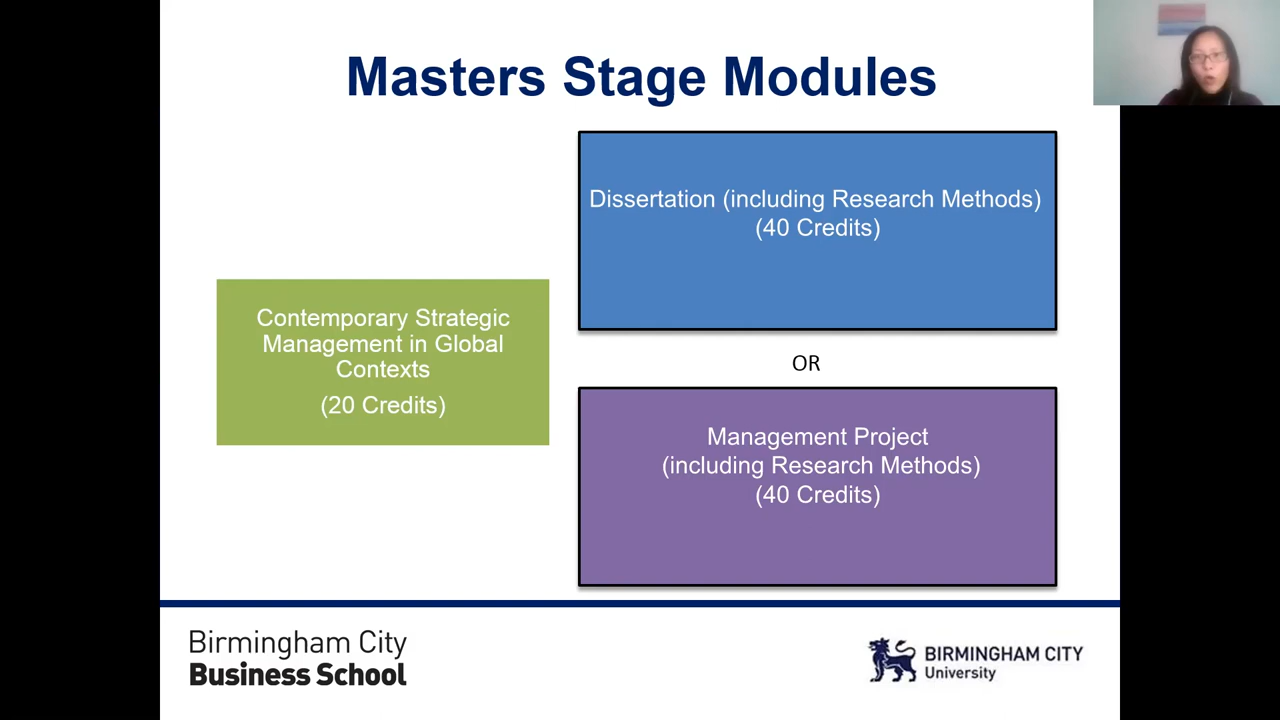 Masters Stage Modules
Dissertation (including Research Methods)
(40 Credits)
Contemporary Strategic
Management in Global
Contexts
(20 Credits)
OR
Management Project
(including Research Methods)
(40 Credits)
Birmingham City
Business School
BIRMINGHAM CITY
University